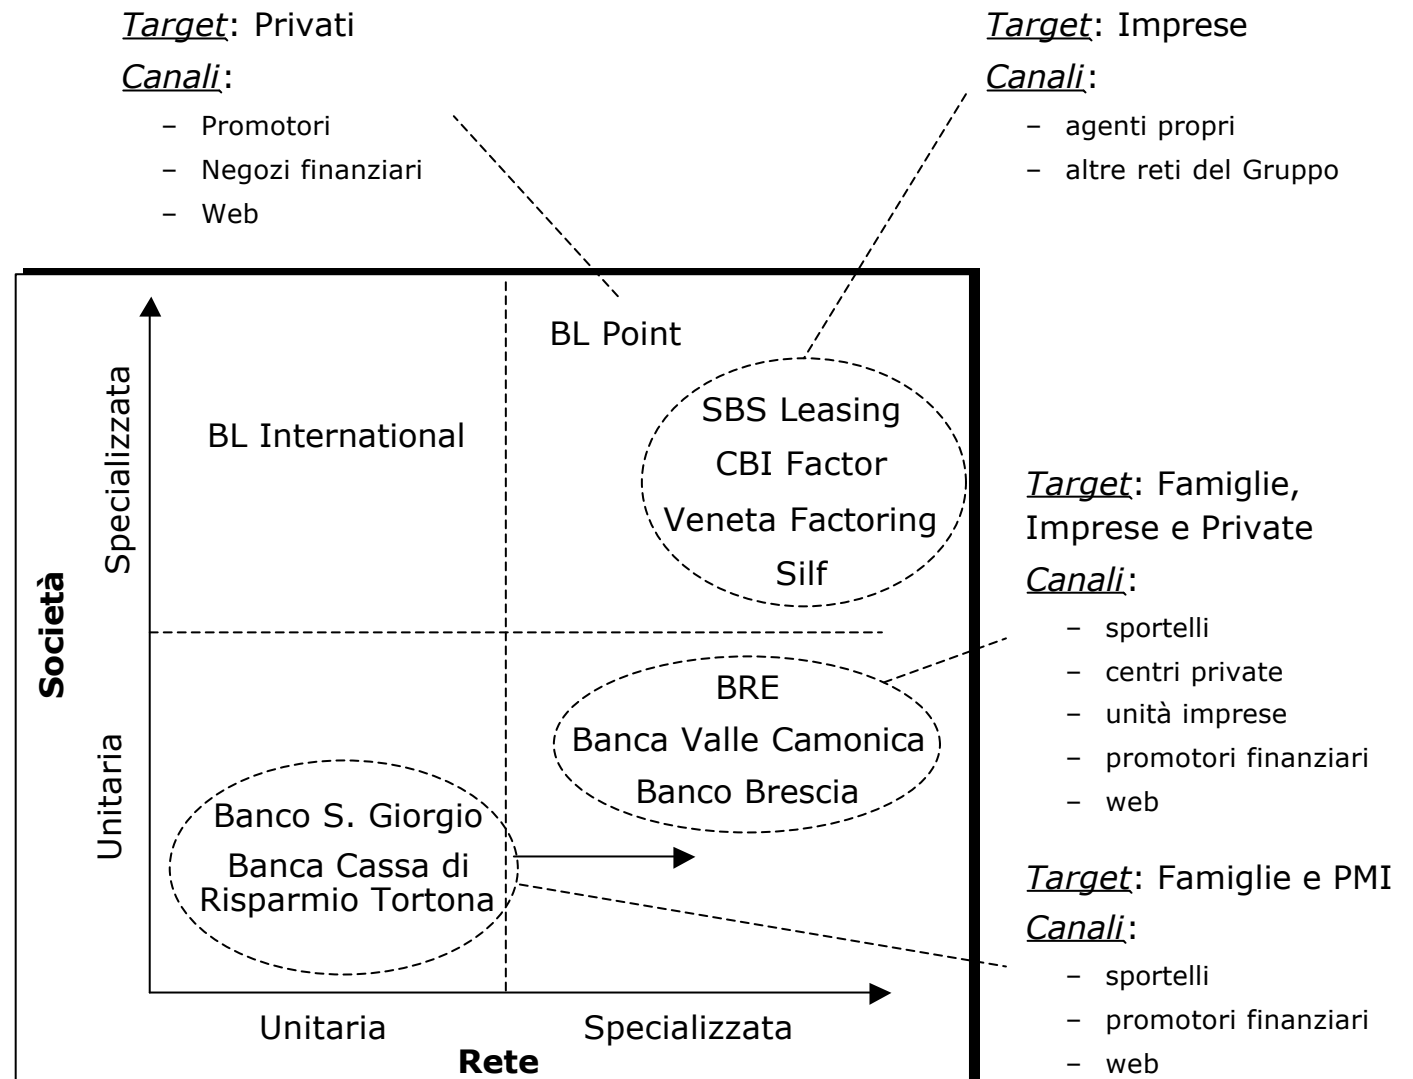 Target: Privati
Canali:
– Promotori
– Negozi finanziari
– Web
Target: Imprese
Canali:
– agenti propri
– altre reti del Gruppo
Società
Specializzata
Unitaria
BL International
BL Point
SBS Leasing
CBI Factor
Veneta Factoring
Silf
BRE
Banca Valle Camonica
Banco Brescia
Banco S. Giorgio
Banca Cassa di
Risparmio Tortona
Unitaria
Specializzata
Rete
Target: Famiglie,
Imprese e Private
Canali:
– sportelli
– centri private
– unità imprese
– promotori finanziari
– web
Target: Famiglie e PMI
Canali:
– sportelli
– promotori finanziari
– web